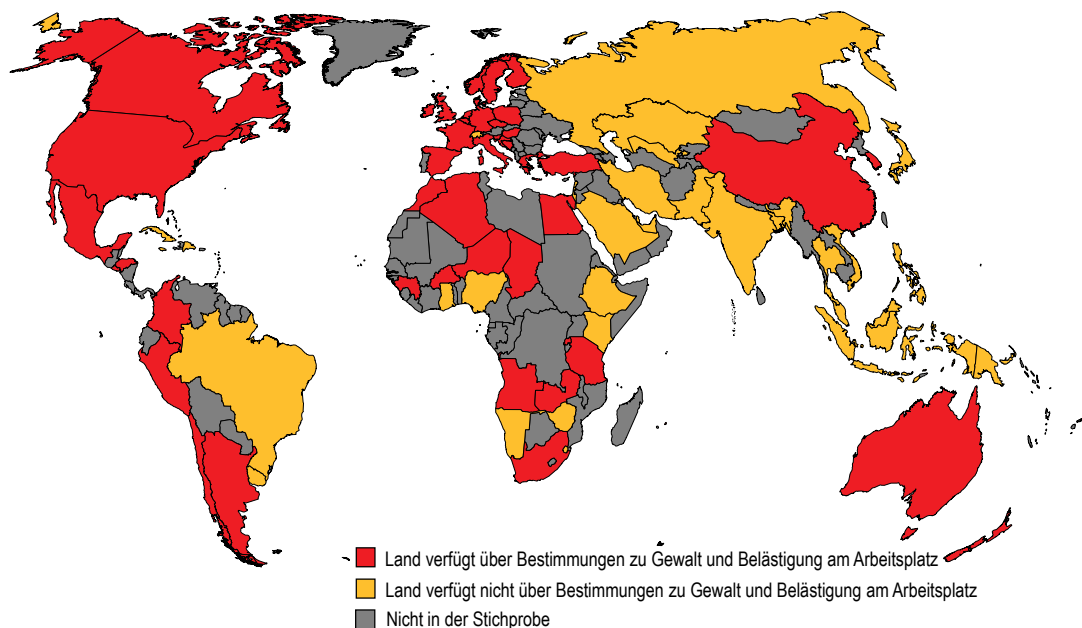 Land verfügt über Bestimmungen zu Gewalt und Belästigung am Arbeitsplatz
Land verfügt nicht über Bestimmungen zu Gewalt und Belästigung am Arbeitsplatz
Nicht in der Stichprobe